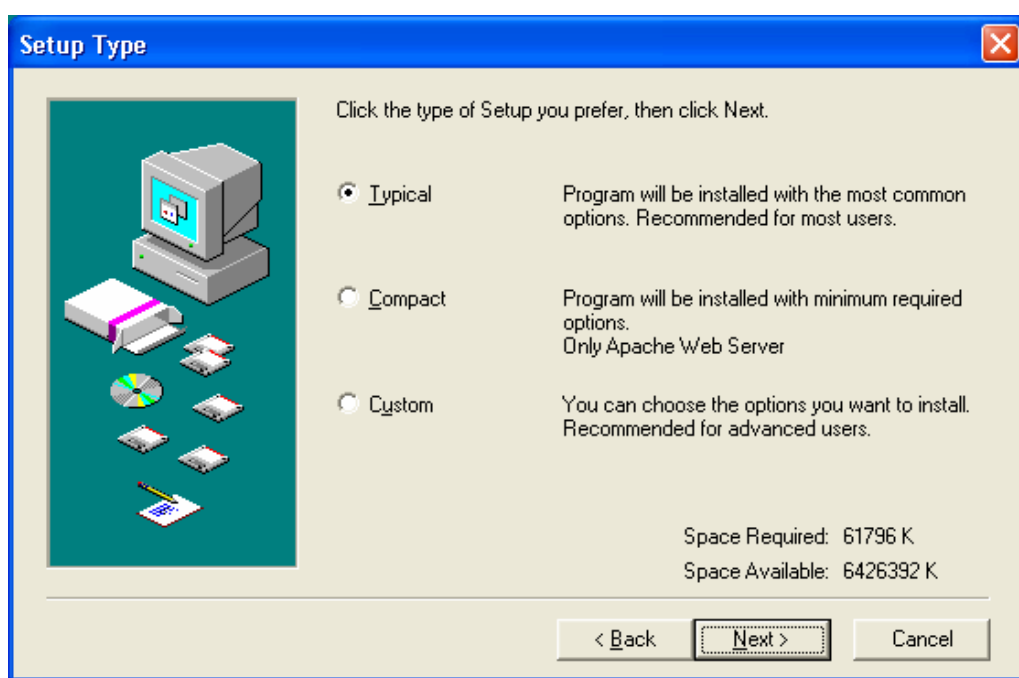 Setup Type
Click the type of Setup you prefer, then click Next.
Typical
Program will be installed with the most common
options. Recommended for most users.
Compact
Program will be installed with minimum required
options.
Only Apache Web Server
Custom
You can choose the options you want to install.
Recommended for advanced users.
Space Required: 61796 K
Space Available: 6426392 K
< Back
Next >
Cancel